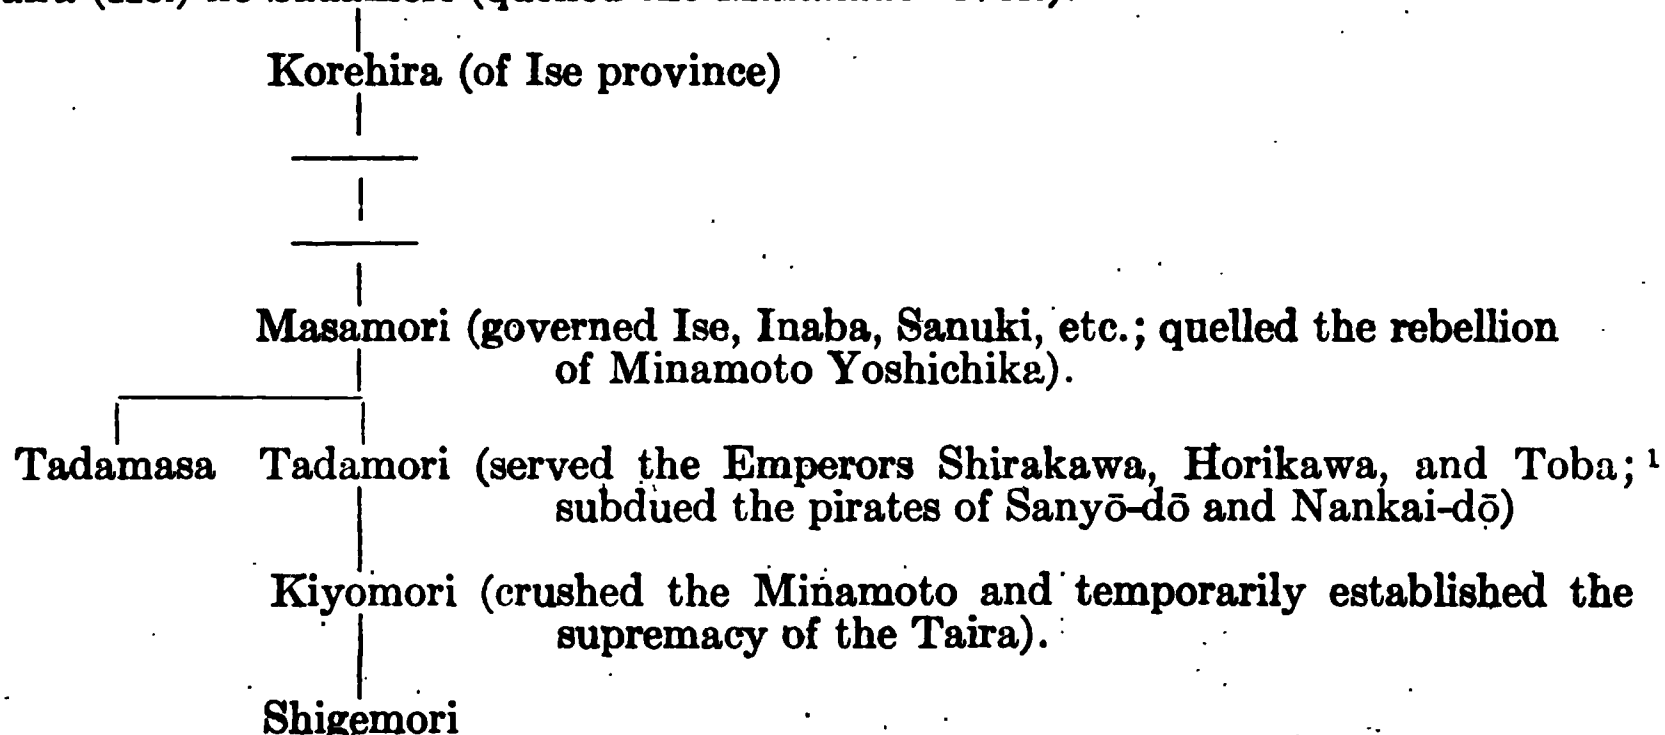 Korehira (of Ise province)
Masamori (governed Ise, Inaba, Sanuki, etc.; quelled the rebellion
of Minamoto Yoshichika).
Tadamasa Tadamori (served the Emperors Shirakawa, Horikawa, and Toba; ¹
subdued the pirates of Sanyō-dō and Nankai-dō)
Kiyomori (crushed the Minamoto and temporarily established the
supremacy of the Taira).
Shigemori